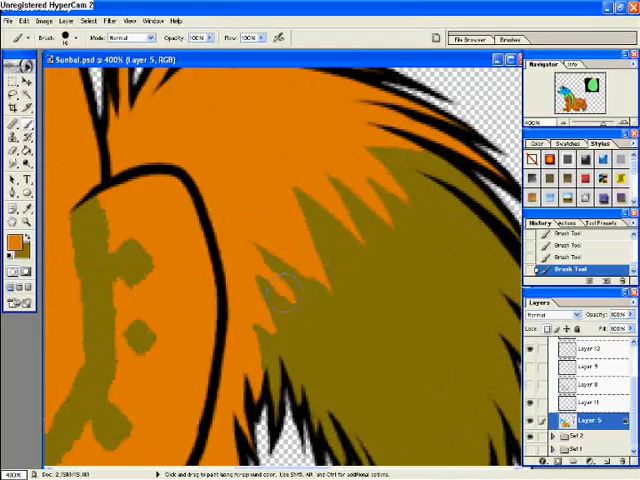 Unregistered HyperCam 2
File Edit Image Layer Select Filter View Window Help
Brush: 16 Mode: Normal Opacity: 100% Flow: 100% File Browser Brushes
Sunbal.psd @ 400% (Layer 5, RGB)
Navigator Info
400%
Color Swatches Styles
History Actions Tool Presets
Brush Tool
Brush Tool
Brush Tool
Brush Tool
Layers
Normal Opacity: 100%
Lock: Fill: 100%
Layer 13
Layer 9
Layer 8
Layer 11
Layer 5
Set 2
Set 1
400% Click and drag to paint using foreground color. Use Shift, Alt, and Ctrl for additional options.